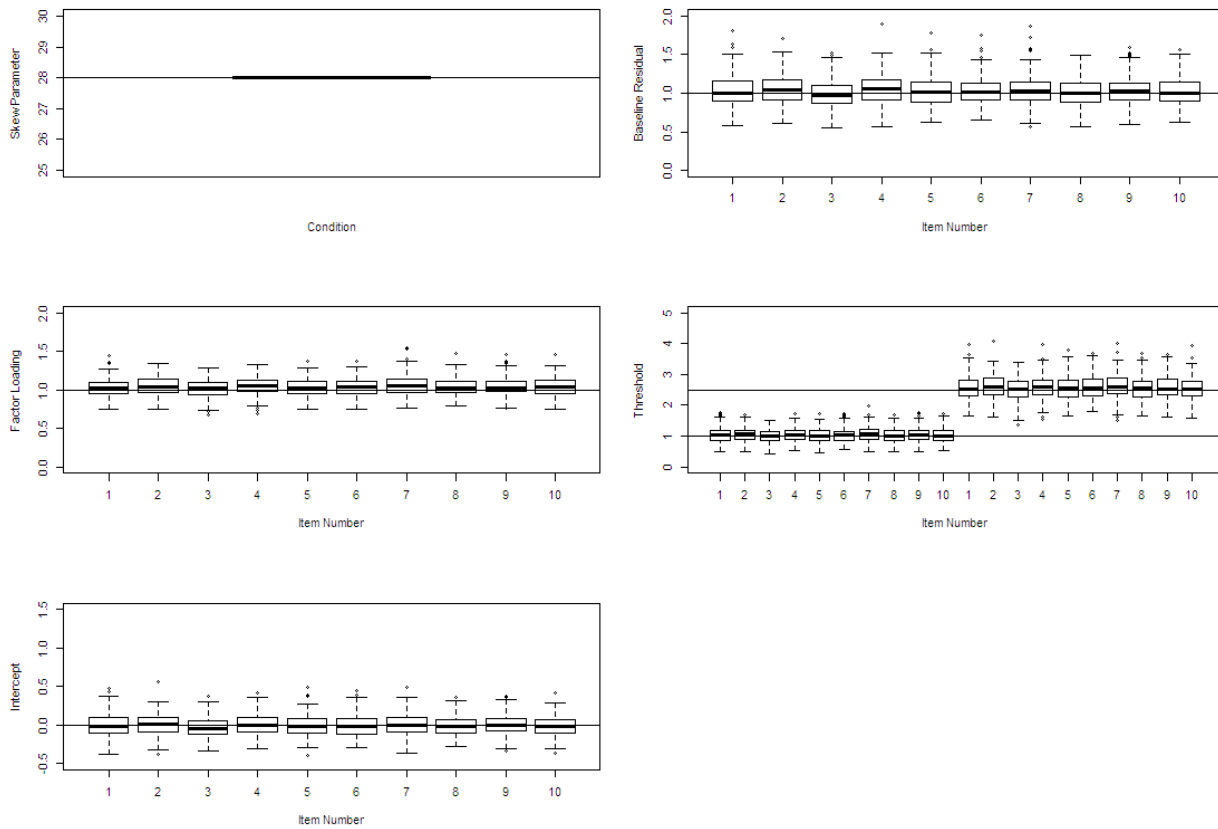 Skew Parameter
30
29
28
27
26
25
Condition
Baseline Residual
2.0
1.5
1.0
0.5
0.0
1 2 3 4 5 6 7 8 9 10
Item Number
Factor Loading
2.0
1.5
1.0
0.5
0.0
1 2 3 4 5 6 7 8 9 10
Item Number
Threshold
5
4
3
2
1
0
1 2 3 4 5 6 7 8 9 10 1 2 3 4 5 6 7 8 9 10
Item Number
Intercept
1.5
1.0
0.5
0.0
-0.5
1 2 3 4 5 6 7 8 9 10
Item Number